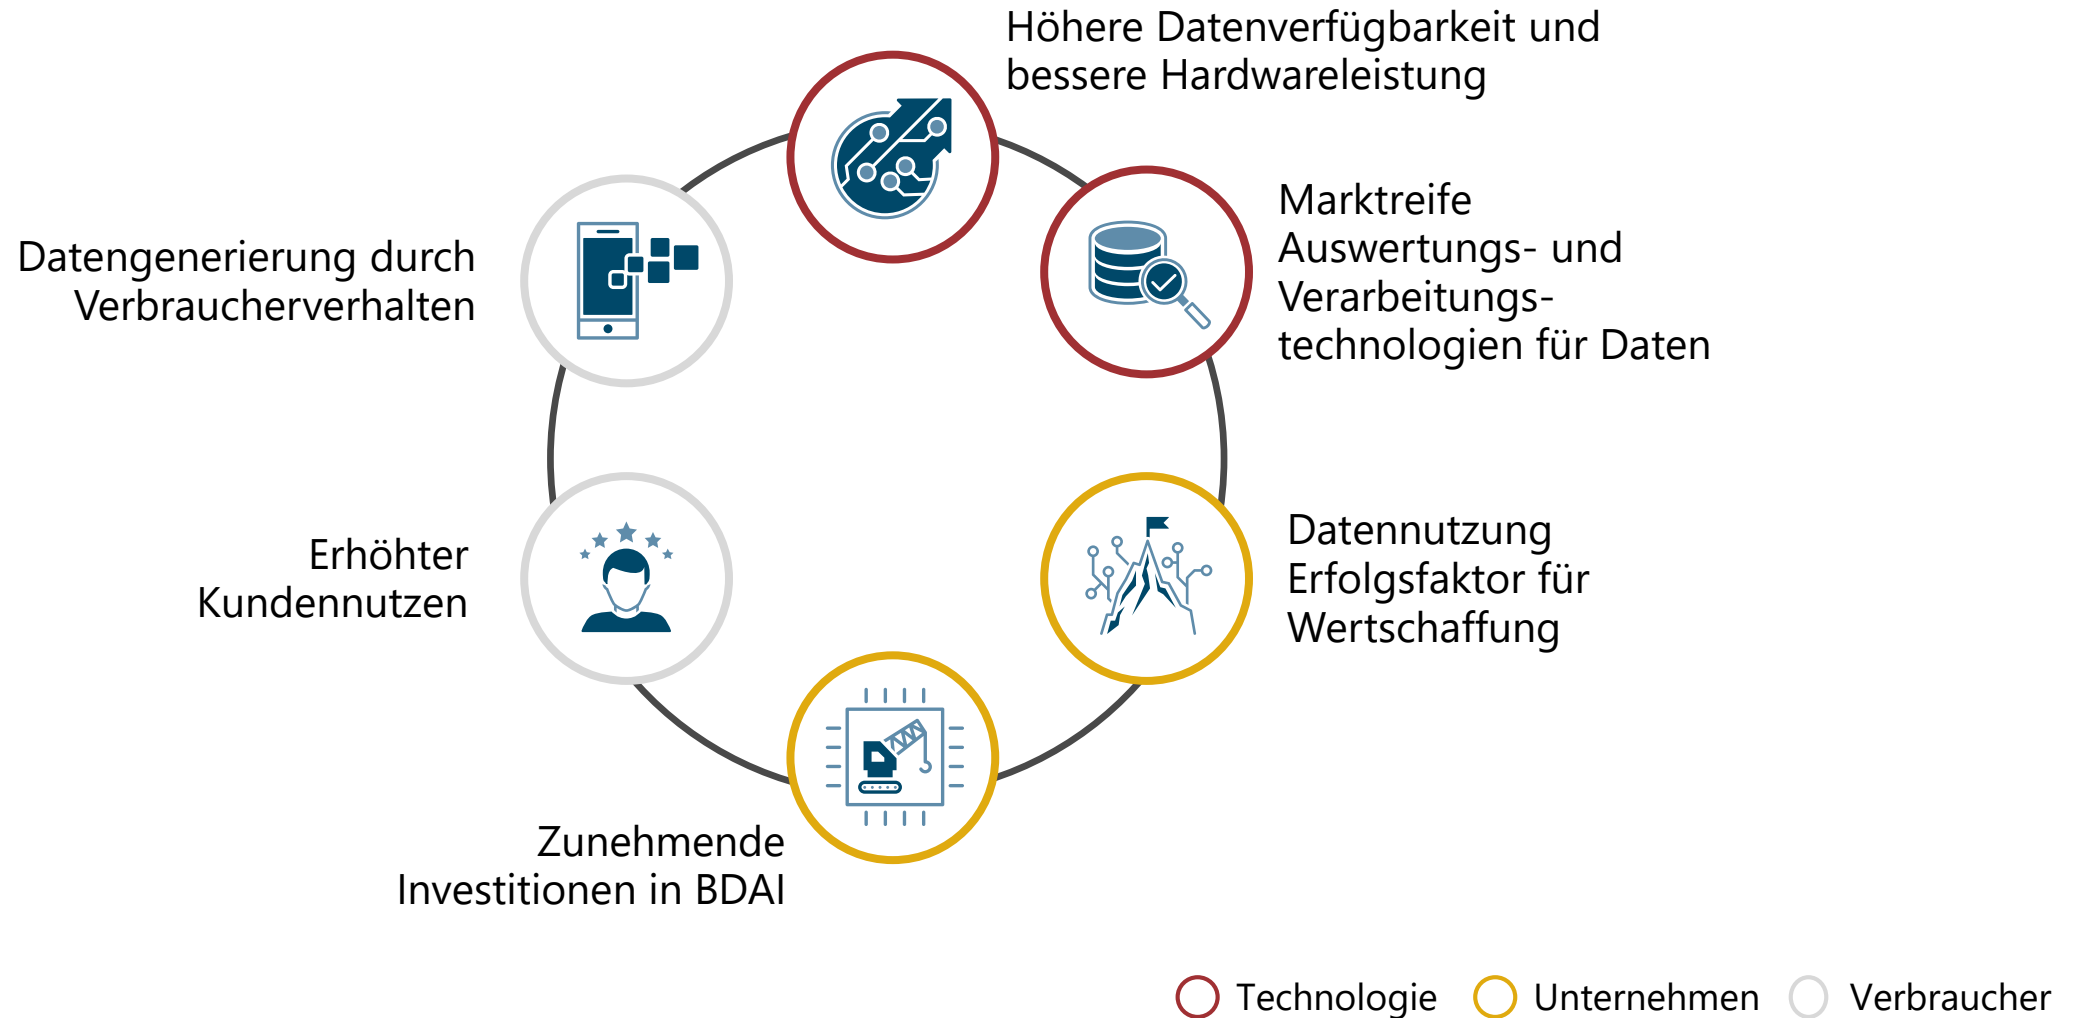 Höhere Datenverfügbarkeit und
bessere Hardwareleistung
Marktreife
Auswertungs- und
Verarbeitungs-
technologien für Daten
Datennutzung
Erfolgsfaktor für
Wertschaffung
Zunehmende
Investitionen in BDAI
Erhöhter
Kundennutzen
Datengenerierung durch
Verbraucherverhalten
Technologie
Unternehmen
Verbraucher